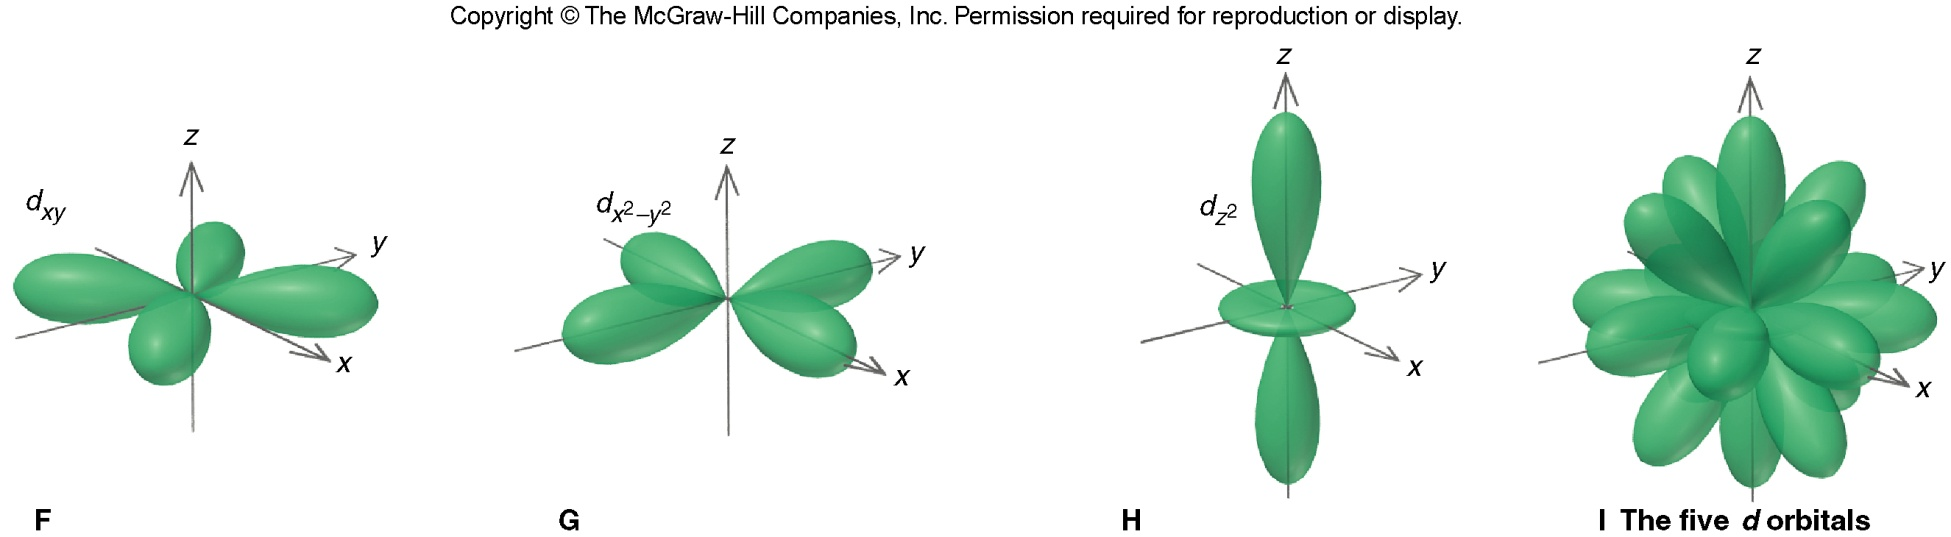 Copyright © The McGraw-Hill Companies, Inc. Permission required for reproduction or display.
z
y
x
dxy
F
z
y
x
dx²–y²
G
z
y
x
dz²
H
z
y
x
I The five d orbitals